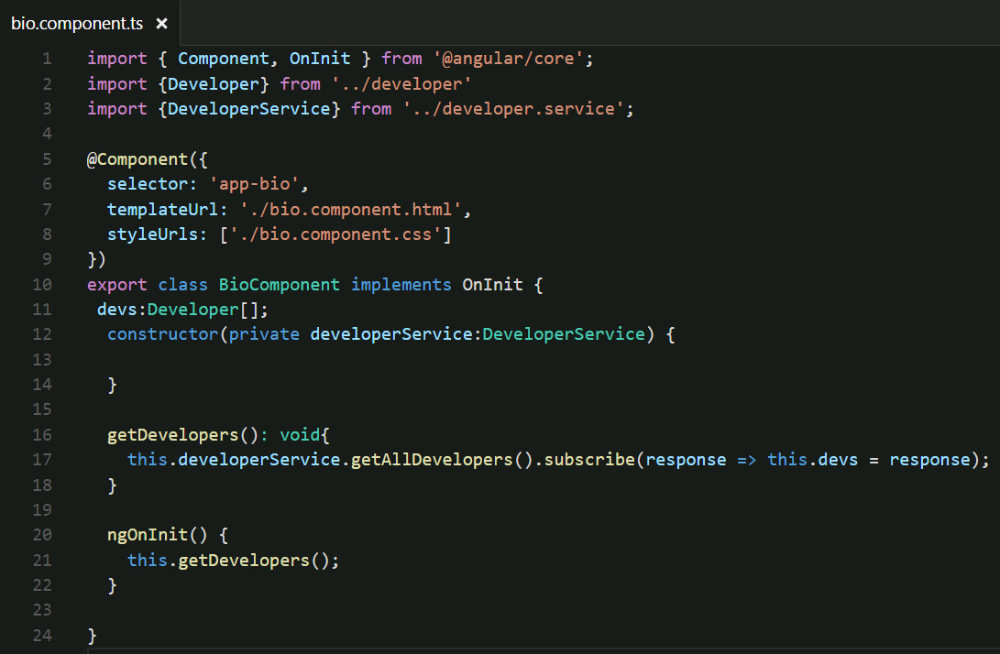 bio.component.ts ×
1 import { Component, OnInit } from '@angular/core';
2 import {Developer} from '../developer'
3 import {DeveloperService} from '../developer.service';
4
5 @Component({
6   selector: 'app-bio',
7   templateUrl: './bio.component.html',
8   styleUrls: ['./bio.component.css']
9 })
10 export class BioComponent implements OnInit {
11  devs:Developer[];
12   constructor(private developerService:DeveloperService) {
13
14   }
15
16   getDevelopers(): void{
17     this.developerService.getAllDevelopers().subscribe(response => this.devs = response);
18   }
19
20   ngOnInit() {
21     this.getDevelopers();
22   }
23
24 }